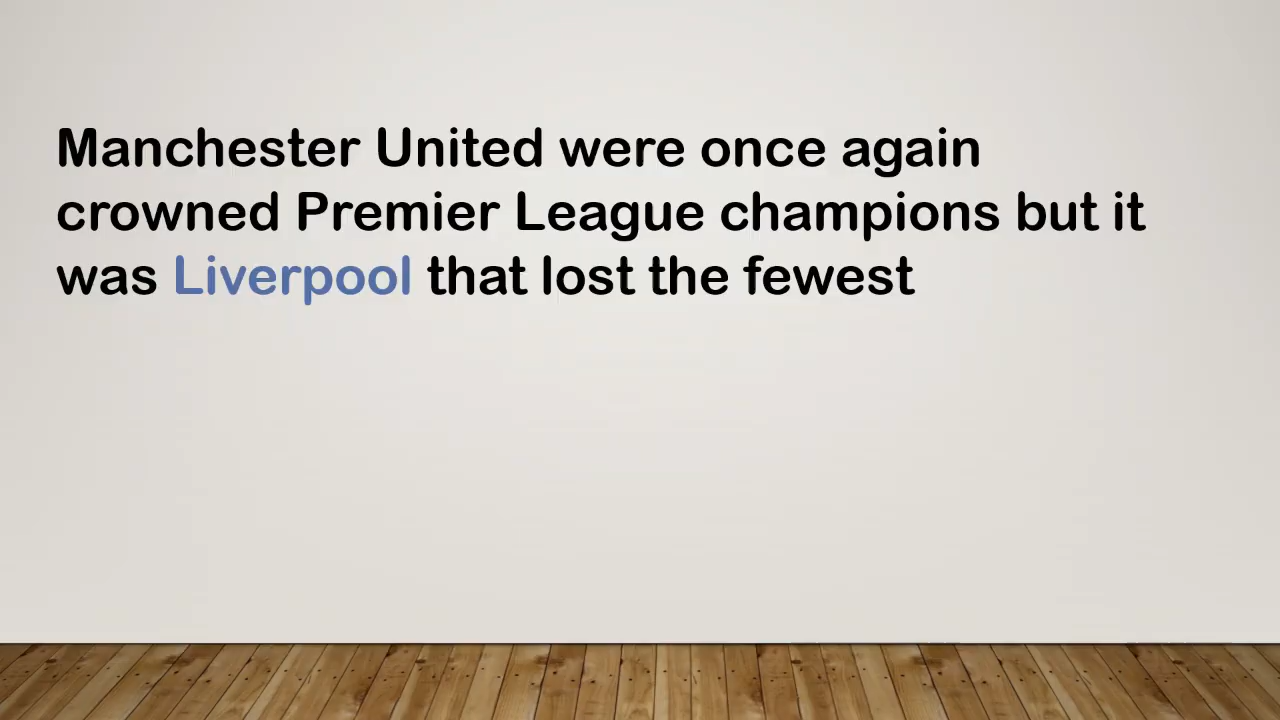 Manchester United were once again
crowned Premier League champions but it
was Liverpool that lost the fewest